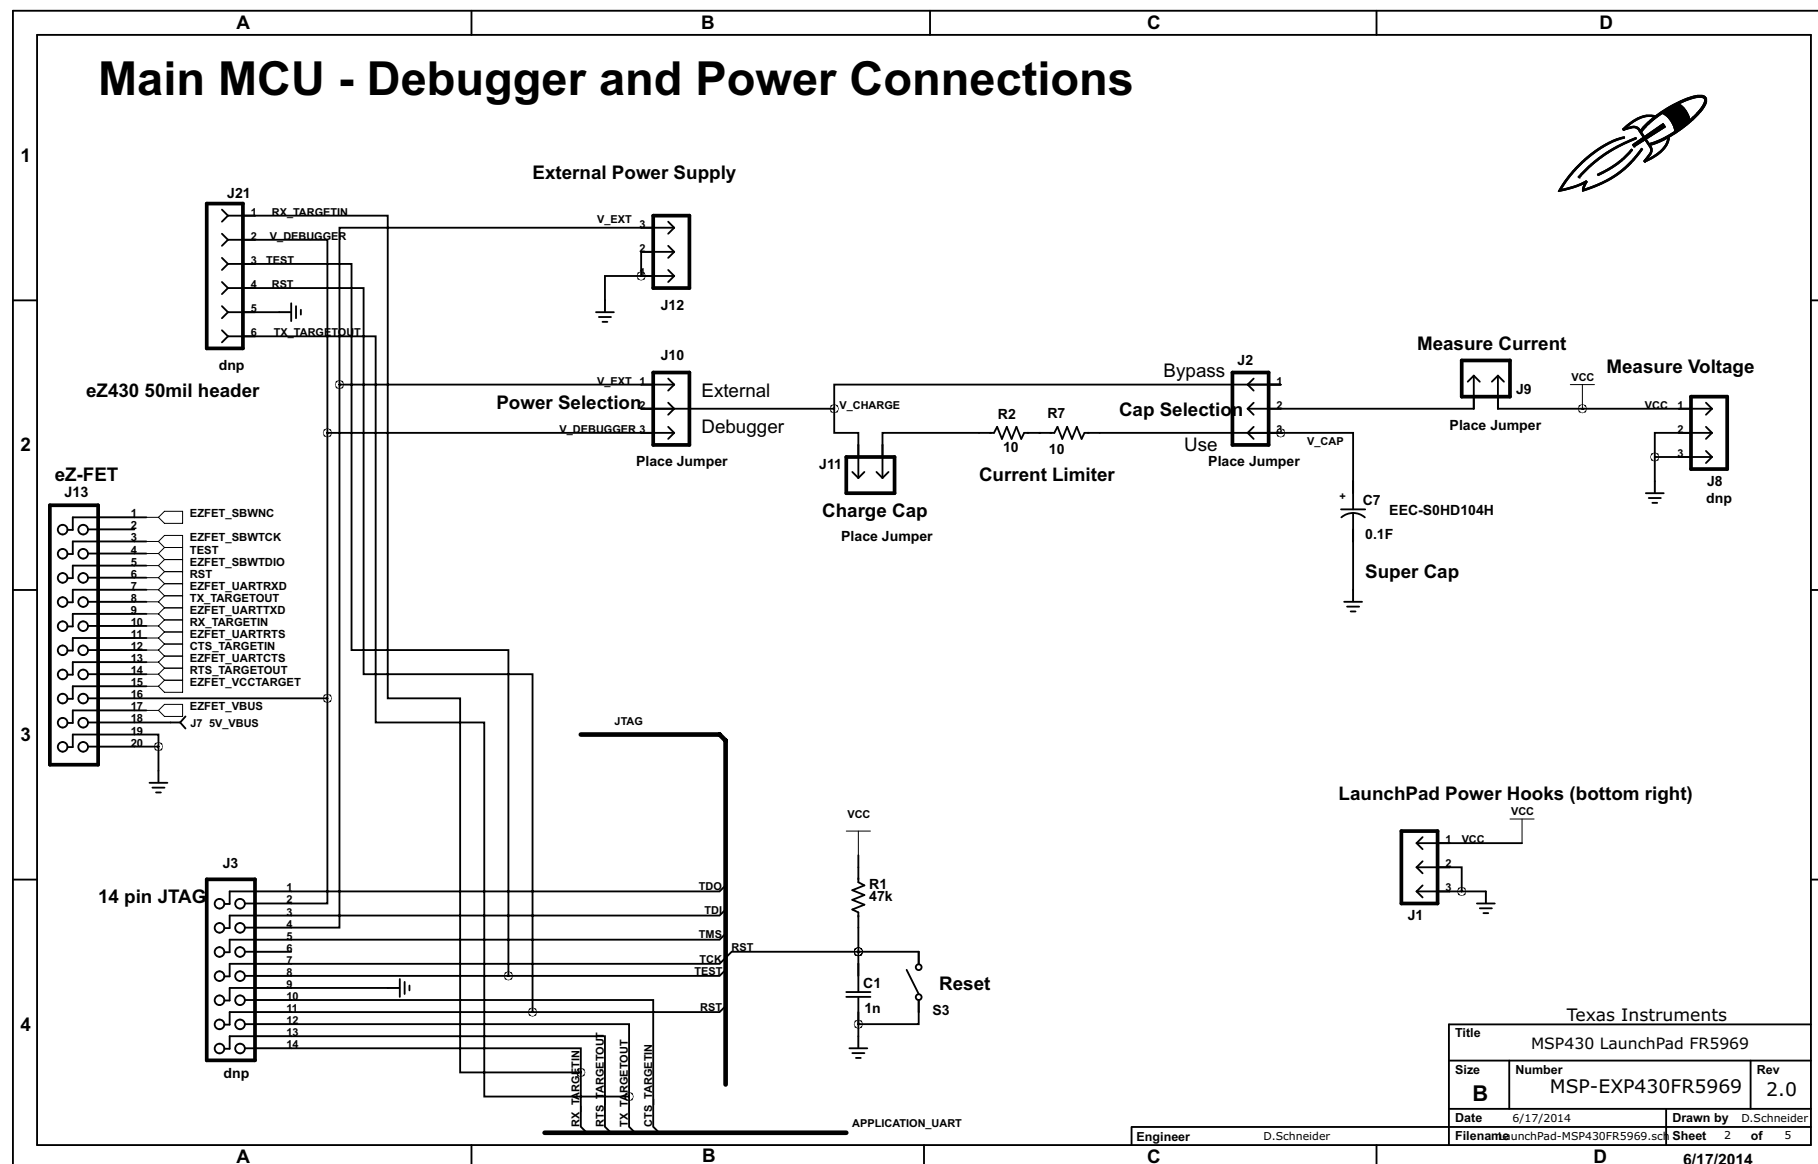 A B C D
Main MCU - Debugger and Power Connections
1
External Power Supply
J21
1 RX_TARGETIN
2 V_DEBUGGER
3 TEST
4 RST
5
6 TX_TARGETOUT
dnp
eZ430 50mil header
V_EXT 3
2
J12
J10
V_EXT 1 External
Power Selection 2
V_DEBUGGER 3 Debugger
Place Jumper
V_CHARGE
J11
Charge Cap
Place Jumper
R2
10
R7
10
Current Limiter
J2
Bypass 1
Cap Selection 2
Use 3
Place Jumper
V_CAP
+ C7 EEC-S0HD104H
0.1F
Super Cap
Measure Current
J9
Place Jumper
VCC
Measure Voltage
VCC 1
2
3
J8
dnp
2
eZ-FET
J13
1 EZFET_SBWNC
2
3 EZFET_SBWTCK
4 TEST
5 EZFET_SBWTDIO
6 RST
7 EZFET_UARTRXD
8 TX_TARGETOUT
9 EZFET_UARTTXD
10 RX_TARGETIN
11 EZFET_UARTRTS
12 CTS_TARGETIN
13 EZFET_UARTCTS
14 RTS_TARGETOUT
15 EZFET_VCCTARGET
16
17 EZFET_VBUS
18 J7 5V_VBUS
19
20
3
JTAG
J3
14 pin JTAG
1 TDO
2
3 TDI
4
5 TMS
6
7 TCK
8 TEST
9
10
11 RST
12
13
14
dnp
RX_TARGETIN
RTS_TARGETOUT
TX_TARGETOUT
CTS_TARGETIN
APPLICATION_UART
VCC
R1
47k
RST
C1
1n
Reset
S3
LaunchPad Power Hooks (bottom right)
VCC
1 VCC
2
3
J1
4
Texas Instruments
Title
MSP430 LaunchPad FR5969
Size
B
Number
MSP-EXP430FR5969
Rev
2.0
Date 6/17/2014
Drawn by D.Schneider
Engineer D.Schneider
Filename LaunchPad-MSP430FR5969.sch
Sheet 2 of 5
A B C D
6/17/2014